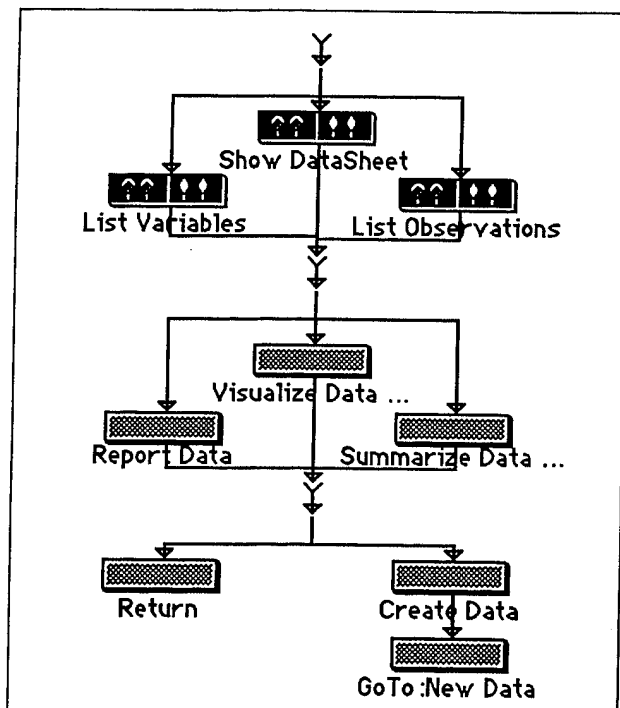 Show DataSheet
List Variables
List Observations
Visualize Data ...
Report Data
Summarize Data ...
Return
Create Data
GoTo:New Data